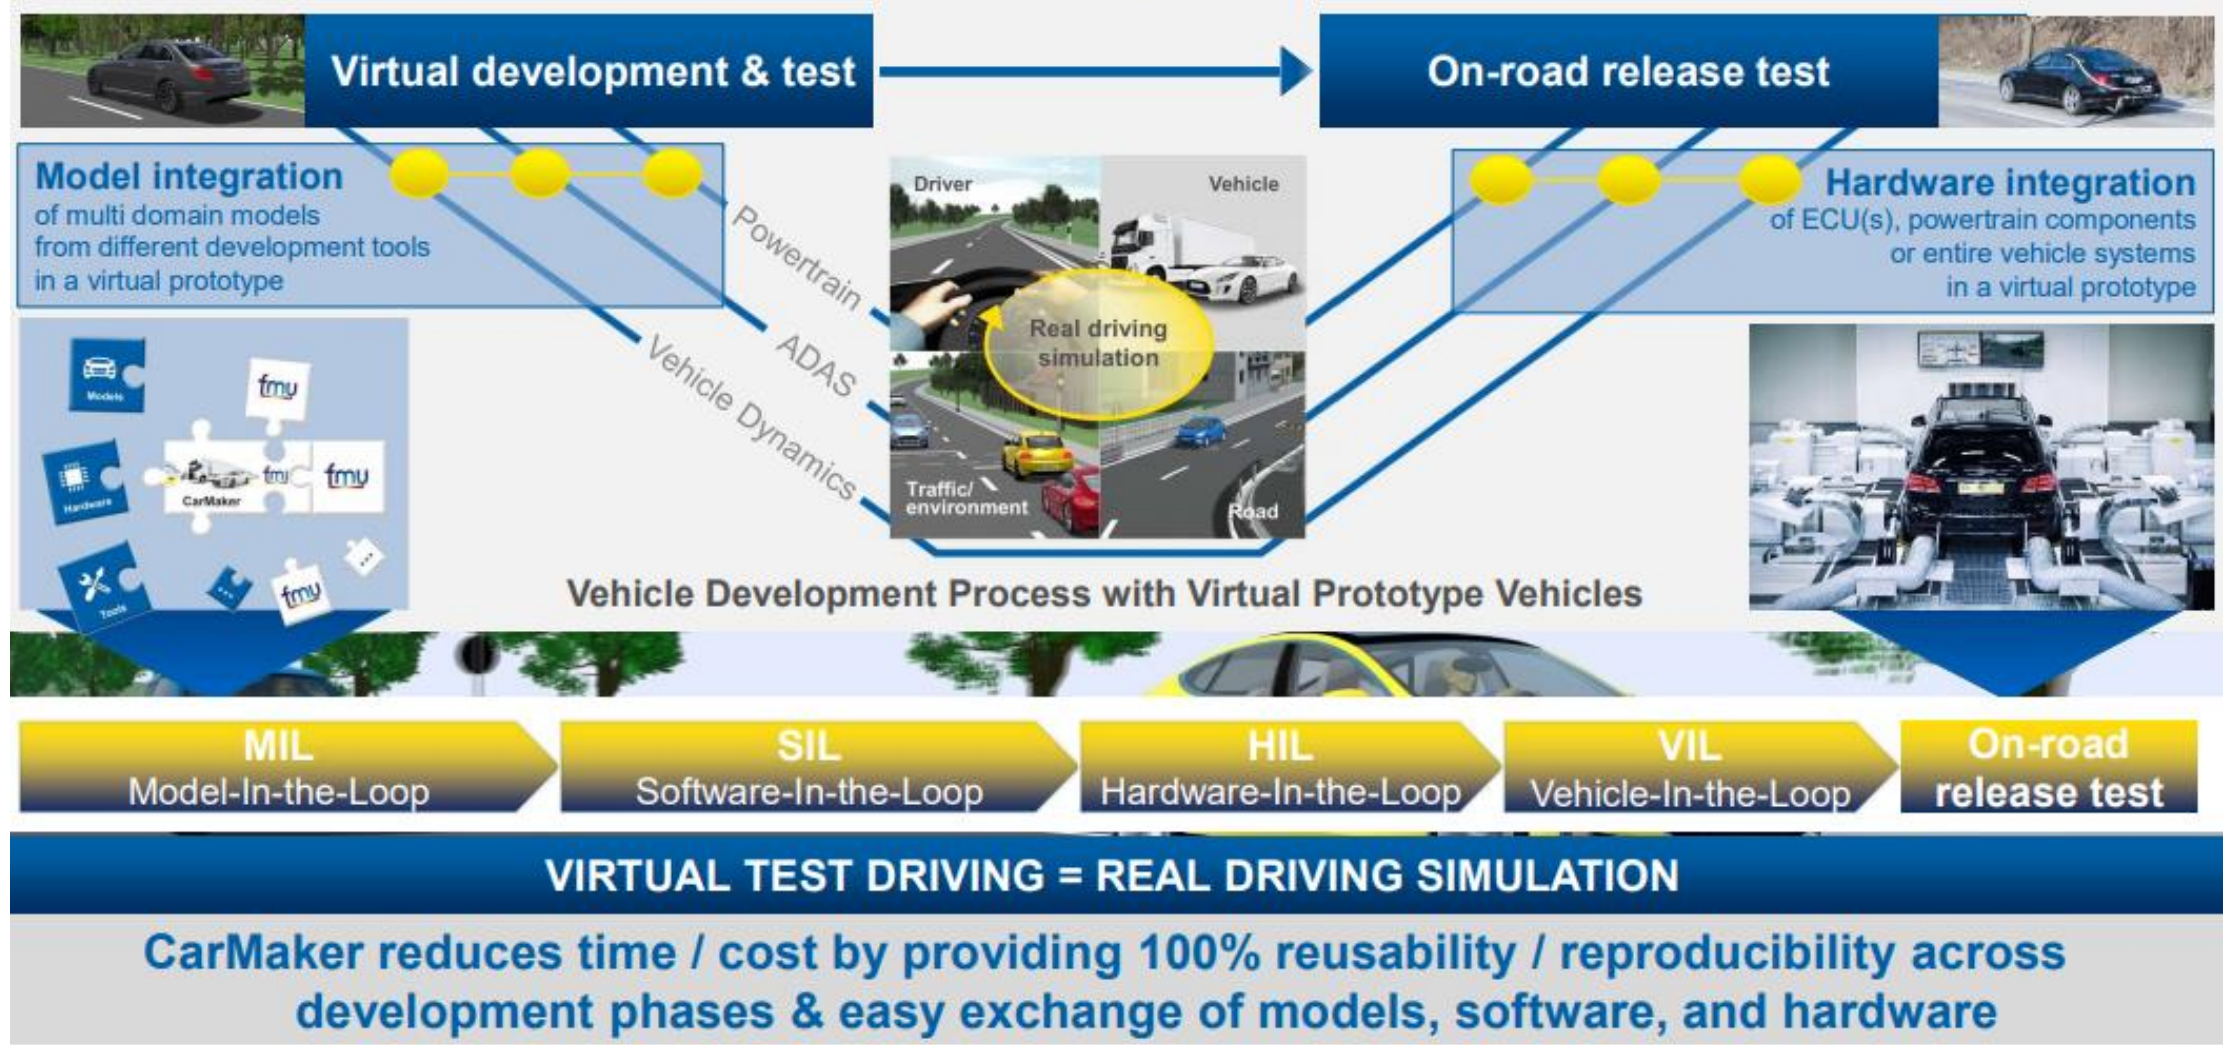 Virtual development & test
On-road release test
Model integration
of multi domain models
from different development tools
in a virtual prototype
Hardware integration
of ECU(s), powertrain components
or entire vehicle systems
in a virtual prototype
Powertrain
ADAS
Vehicle Dynamics
Driver
Vehicle
Real driving
simulation
Traffic/
environment
Road
Models
fmu
Hardware
CarMaker
fmu
fmu
Tools
...
fmu
...
Vehicle Development Process with Virtual Prototype Vehicles
MIL
Model-In-the-Loop
SIL
Software-In-the-Loop
HIL
Hardware-In-the-Loop
VIL
Vehicle-In-the-Loop
On-road
release test
VIRTUAL TEST DRIVING = REAL DRIVING SIMULATION
CarMaker reduces time / cost by providing 100% reusability / reproducibility across
development phases & easy exchange of models, software, and hardware